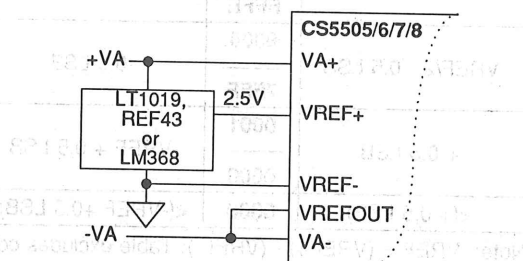 CS5505/6/7/8
+VA
VA+
LT1019,
REF43
or
LM368
2.5V
VREF+
VREF-
VREFOUT
-VA
VA-